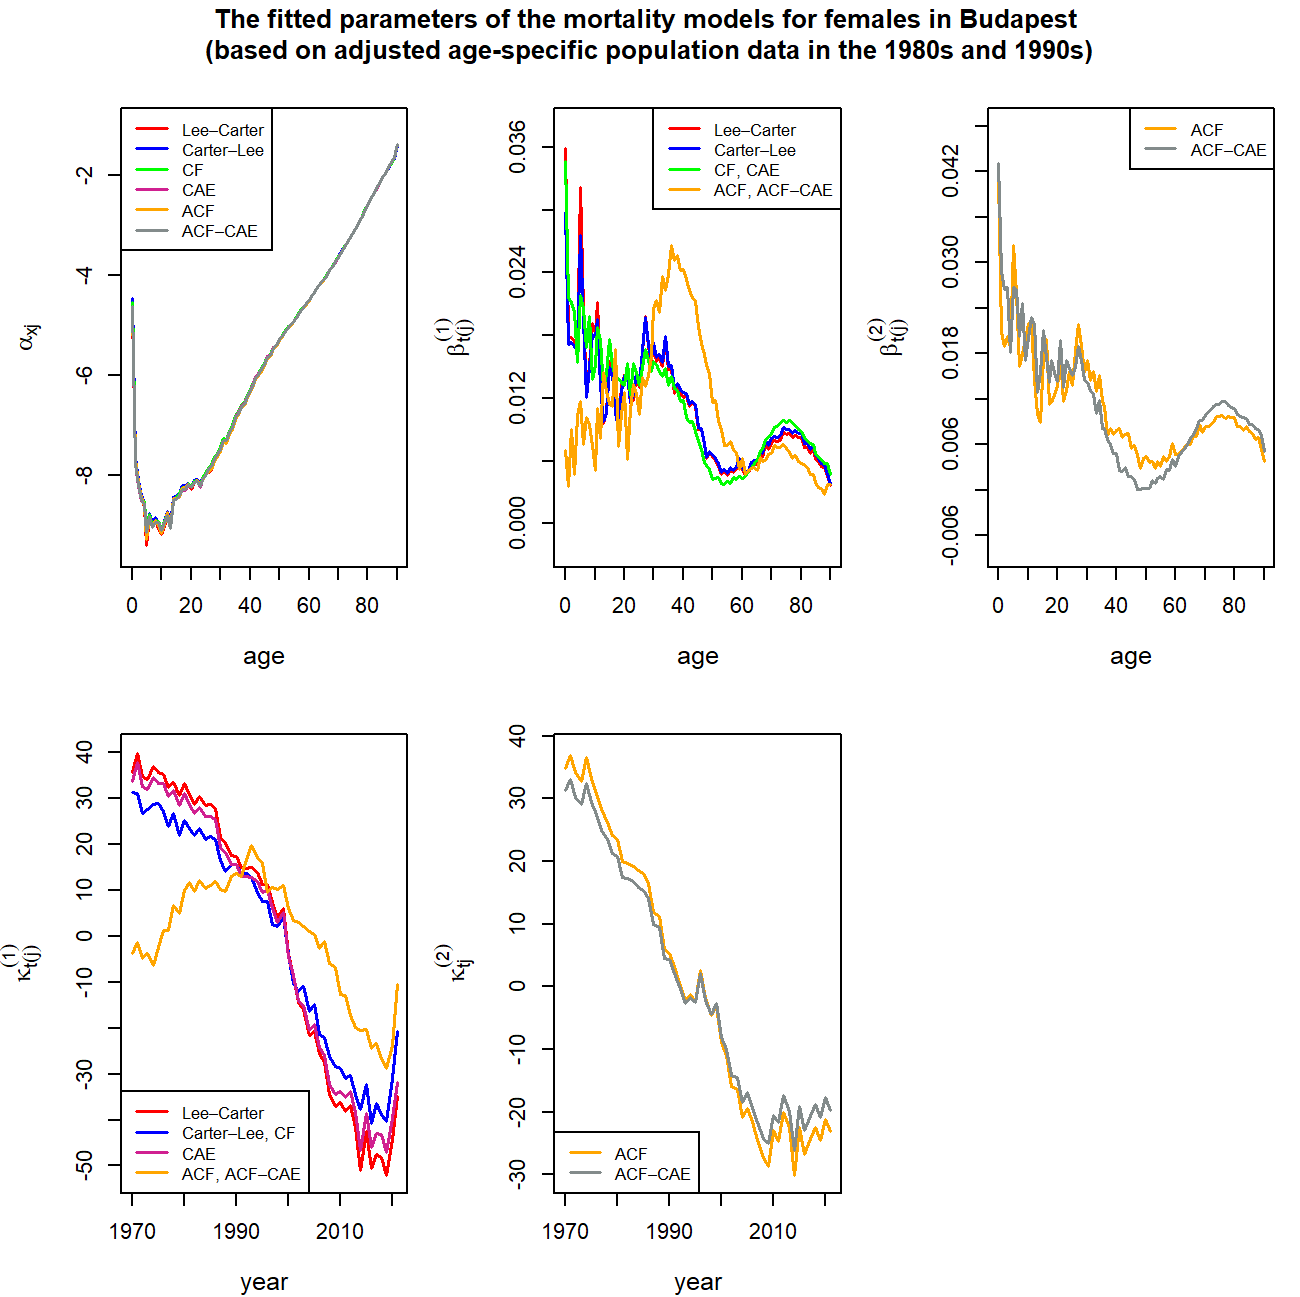 The fitted parameters of the mortality models for females in Budapest
(based on adjusted age-specific population data in the 1980s and 1990s)
Lee–Carter
Carter–Lee
CF
CAE
ACF
ACF–CAE
-2
-4
-6
-8
αxj
0 20 40 60 80
age
Lee–Carter
Carter–Lee
CF, CAE
ACF, ACF–CAE
0.036
0.024
0.012
0.000
β(1)t(j)
0 20 40 60 80
age
ACF
ACF–CAE
0.042
0.030
0.018
0.006
-0.006
β(2)t(j)
0 20 40 60 80
age
40
30
20
10
0
-10
-30
-50
κ(1)t(j)
Lee–Carter
Carter–Lee, CF
CAE
ACF, ACF–CAE
1970 1990 2010
year
40
30
20
10
0
-10
-20
-30
κ(2)tj
ACF
ACF–CAE
1970 1990 2010
year